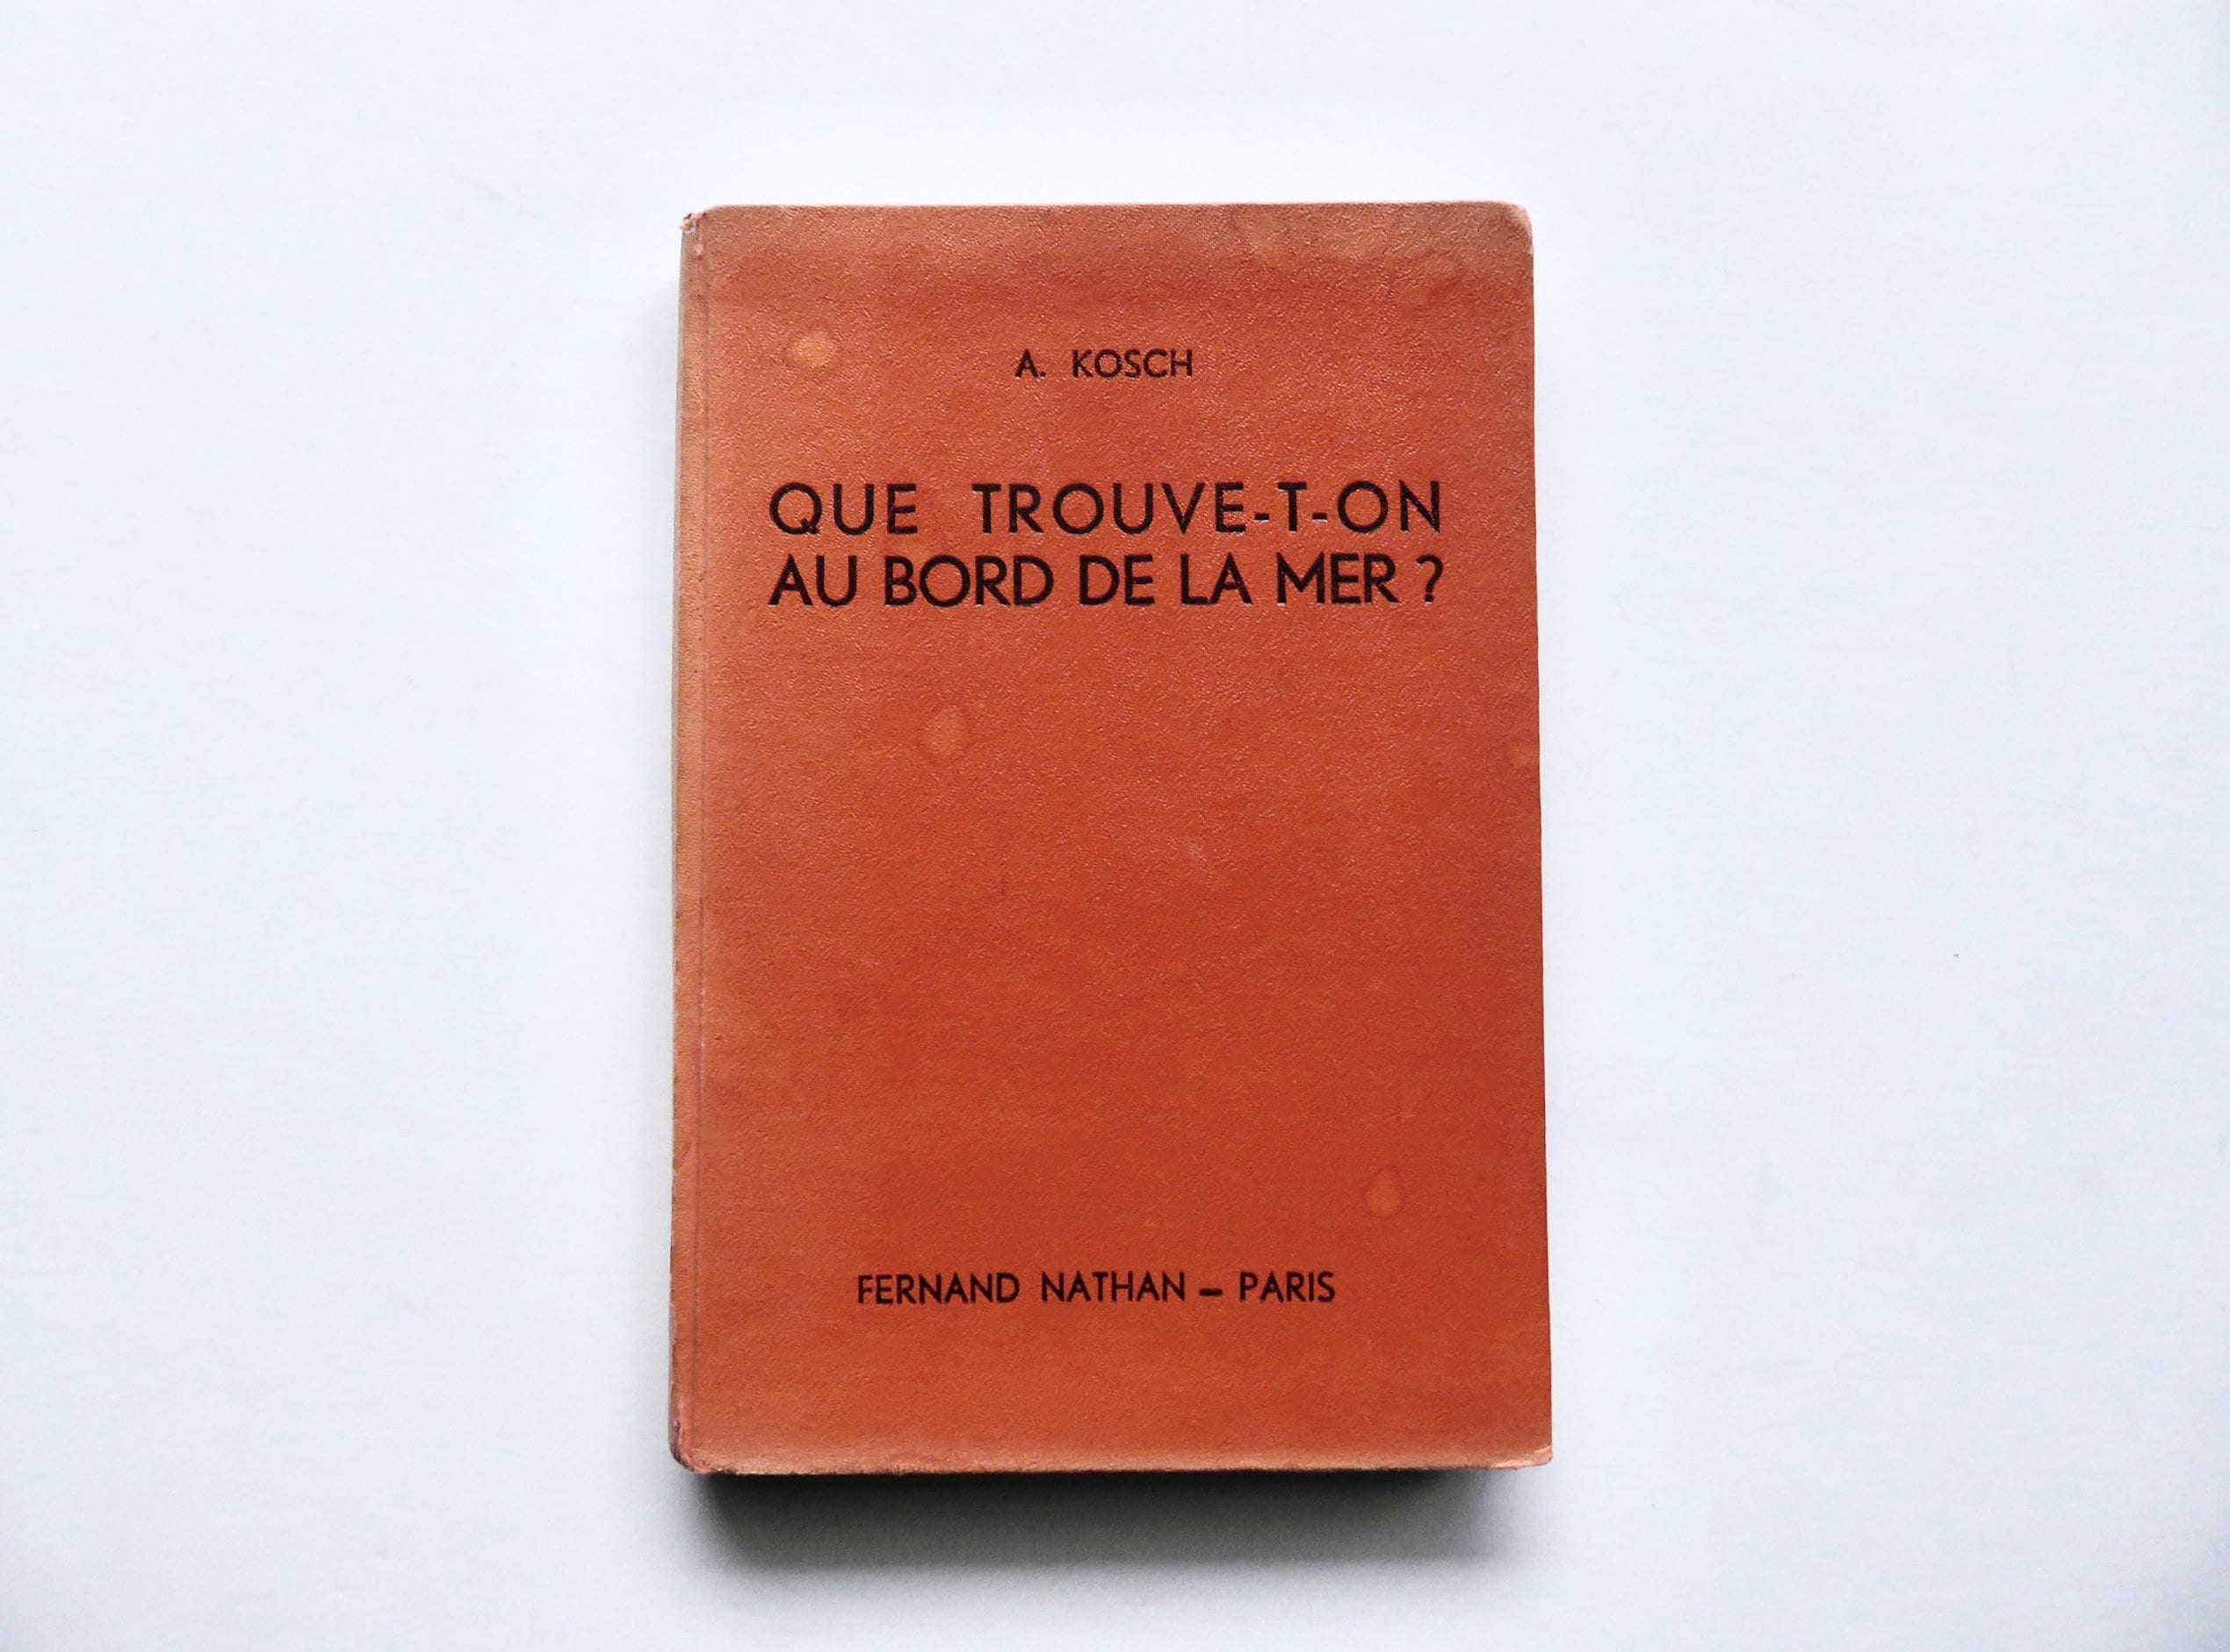 A. KOSCH
QUE TROUVE-T-ON
AU BORD DE LA MER ?
FERNAND NATHAN - PARIS